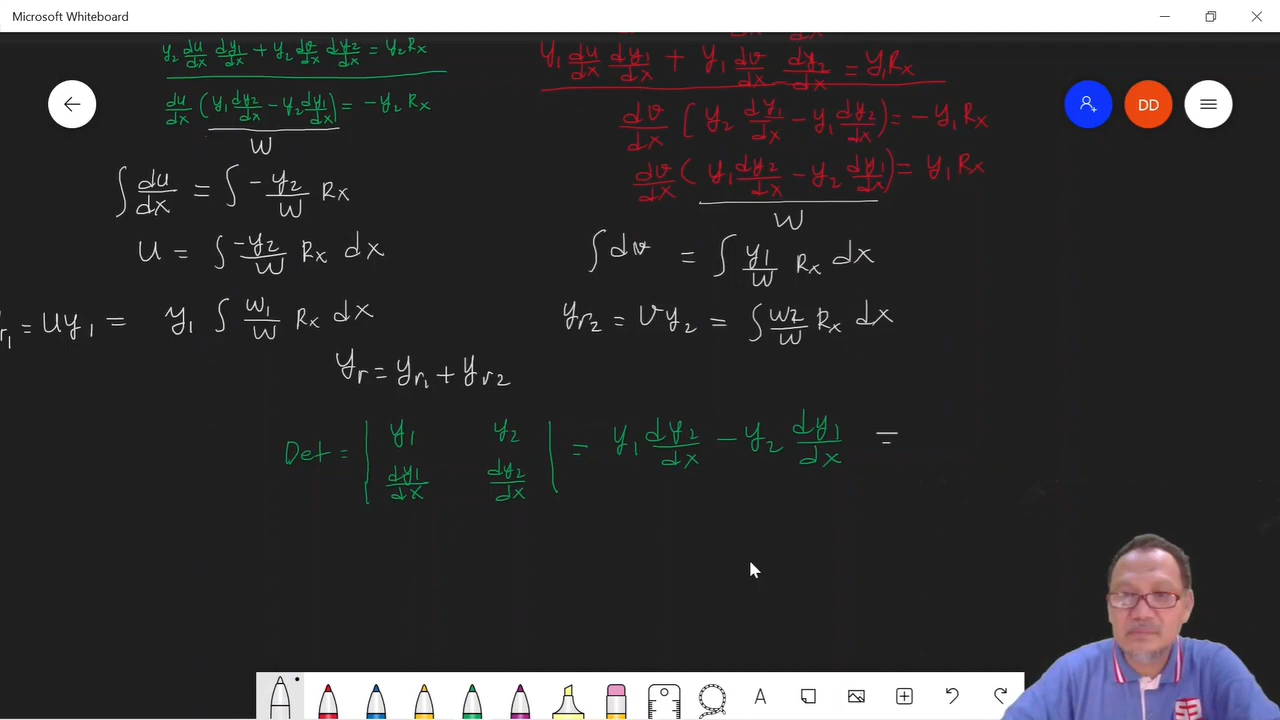 Microsoft Whiteboard
y₂ du/dx dy₁/dx + y₂ dv/dx dy₂/dx = y₂ Rx
du/dx (y₁ dy₂/dx − y₂ dy₁/dx) = −y₂ Rx
W
∫ du/dx = ∫ −y₂/W Rx
u = ∫ −y₂/W Rx dx
r₁ = uy₁ = y₁ ∫ W₁/W Rx dx
y₁ du/dx dy₁/dx + y₁ dv/dx dy₂/dx = y₁Rx
dv/dx [y₂ dy₁/dx − y₁ dy₂/dx) = −y₁ Rx
dv/dx (y₁ dy₂/dx − y₂ dy₁/dx) = y₁ Rx
W
∫ dv = ∫ y₁/W Rx dx
yr₂ = vy₂ = ∫ W₂/W Rx dx
yr = yr₁ + yr₂
Det = | y₁ y₂ | = y₁ dy₂/dx − y₂ dy₁/dx =
| dy₁/dx dy₂/dx |
DD
A